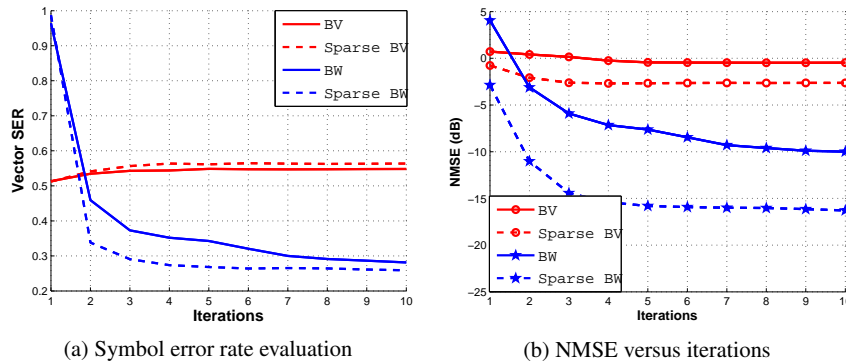 1
0.9
0.8
0.7
0.6
0.5
0.4
0.3
0.2
Vector SER
1 2 3 4 5 6 7 8 9 10
Iterations
BV
Sparse BV
BW
Sparse BW
(a) Symbol error rate evaluation
5
0
−5
−10
−15
−20
−25
NMSE (dB)
1 2 3 4 5 6 7 8 9 10
Iterations
BV
Sparse BV
BW
Sparse BW
(b) NMSE versus iterations